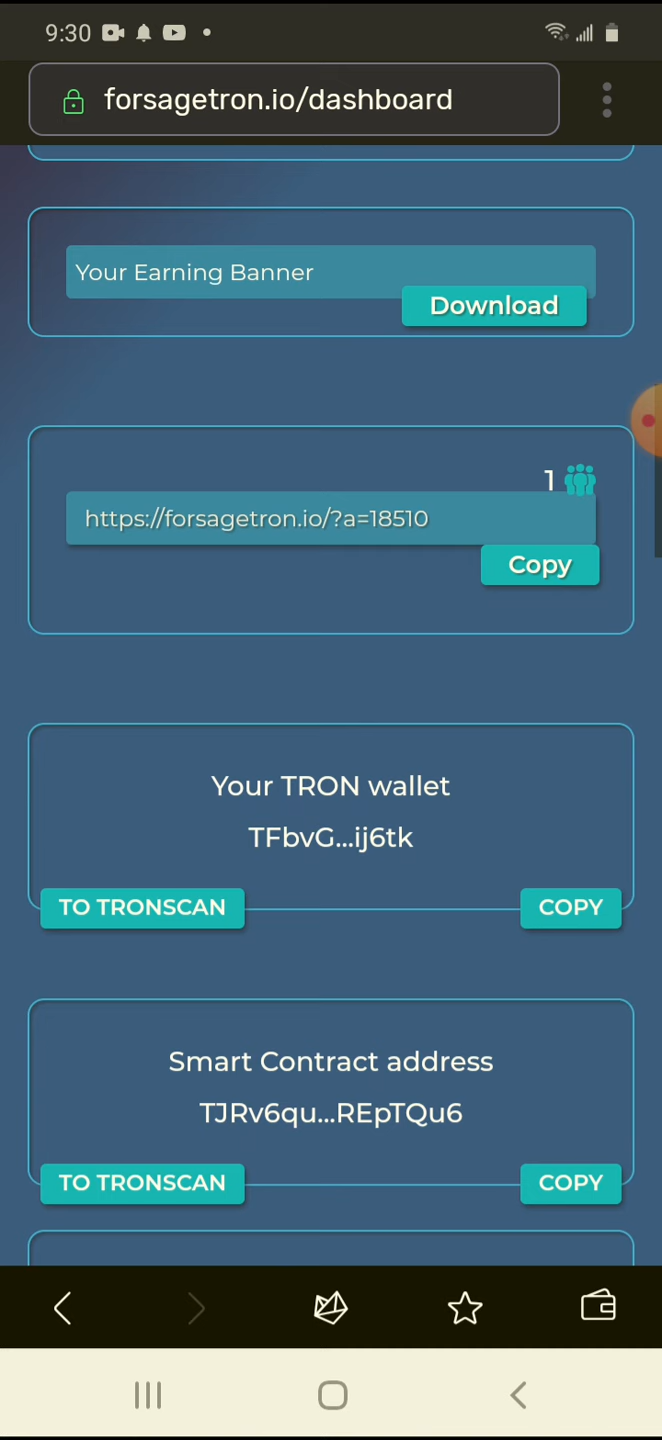 9:30
forsagetron.io/dashboard
Your Earning Banner
Download
1
https://forsagetron.io/?a=18510
Copy
Your TRON wallet
TFbvG...ij6tk
TO TRONSCAN
COPY
Smart Contract address
TJRv6qu...REpTQu6
TO TRONSCAN
COPY